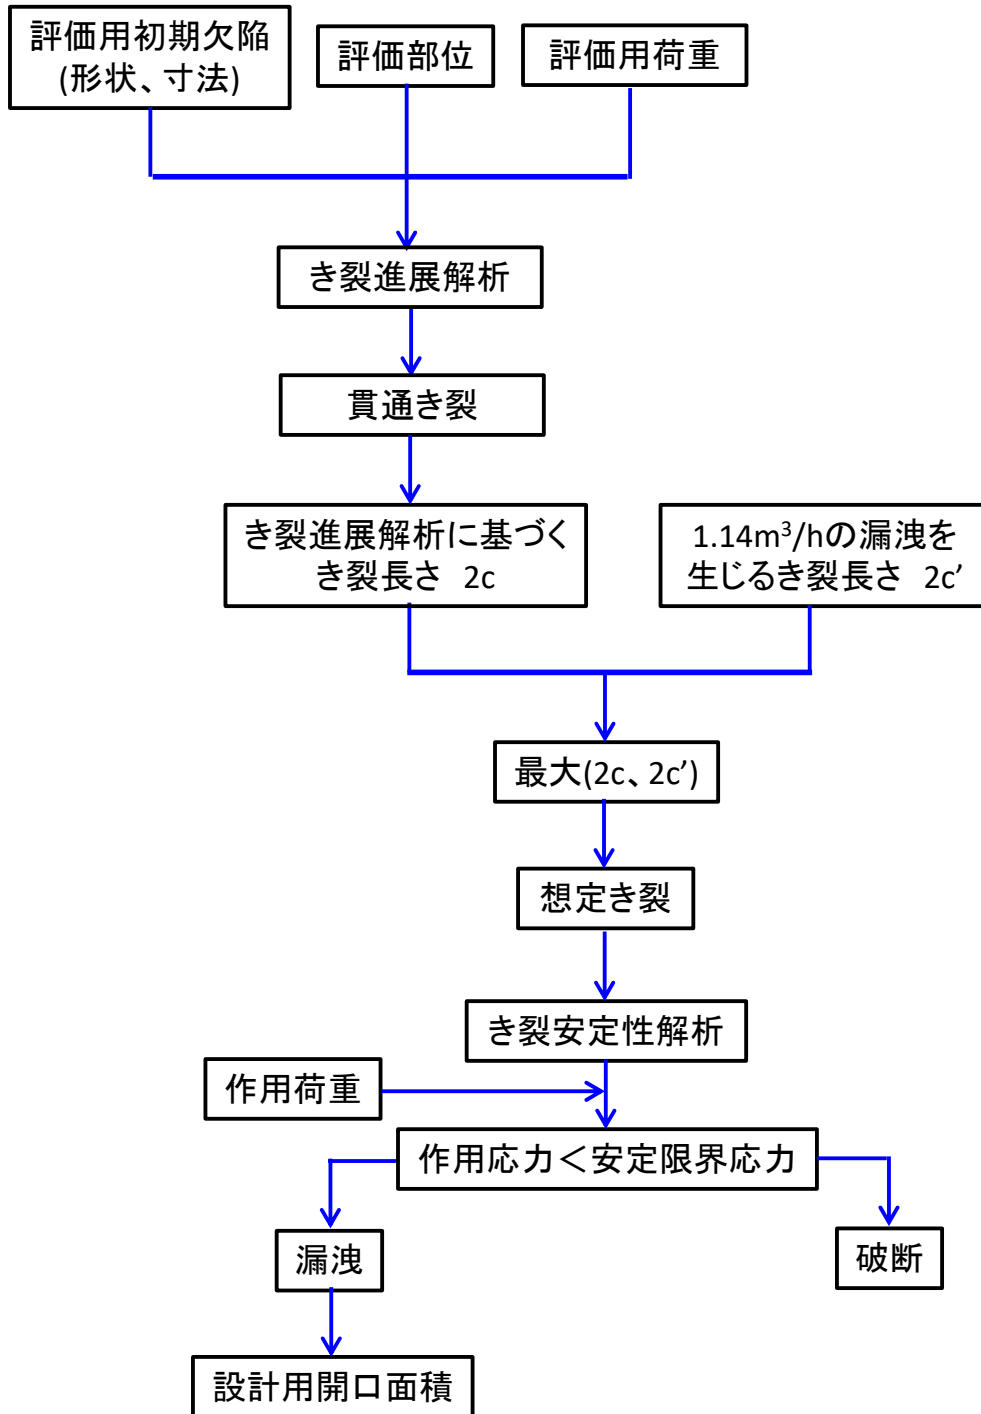 評価用初期欠陥
(形状、寸法)
評価部位
評価用荷重
き裂進展解析
貫通き裂
き裂進展解析に基づく
き裂長さ 2c
1.14m³/hの漏洩を
生じるき裂長さ 2c’
最大(2c、2c’)
想定き裂
き裂安定性解析
作用荷重
作用応力＜安定限界応力
漏洩
破断
設計用開口面積